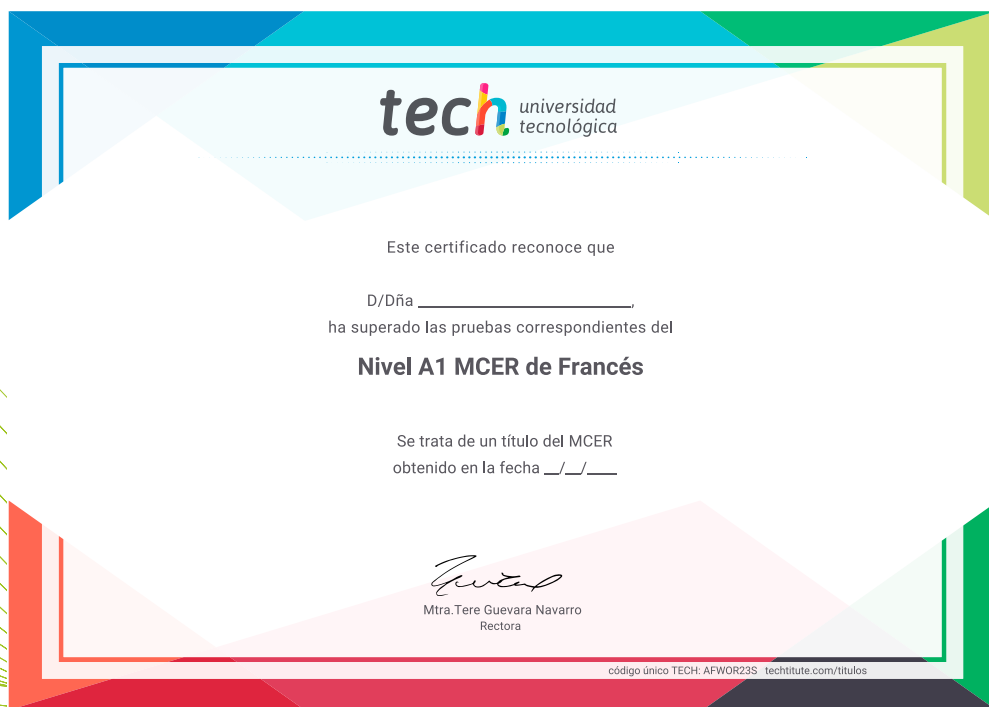 tech universidad
tecnológica
Este certificado reconoce que
D/Dña ____________________,
ha superado las pruebas correspondientes del
Nivel A1 MCER de Francés
Se trata de un título del MCER
obtenido en la fecha __/__/____
Mtra.Tere Guevara Navarro
Rectora
código único TECH: AFWOR23S techtitute.com/titulos